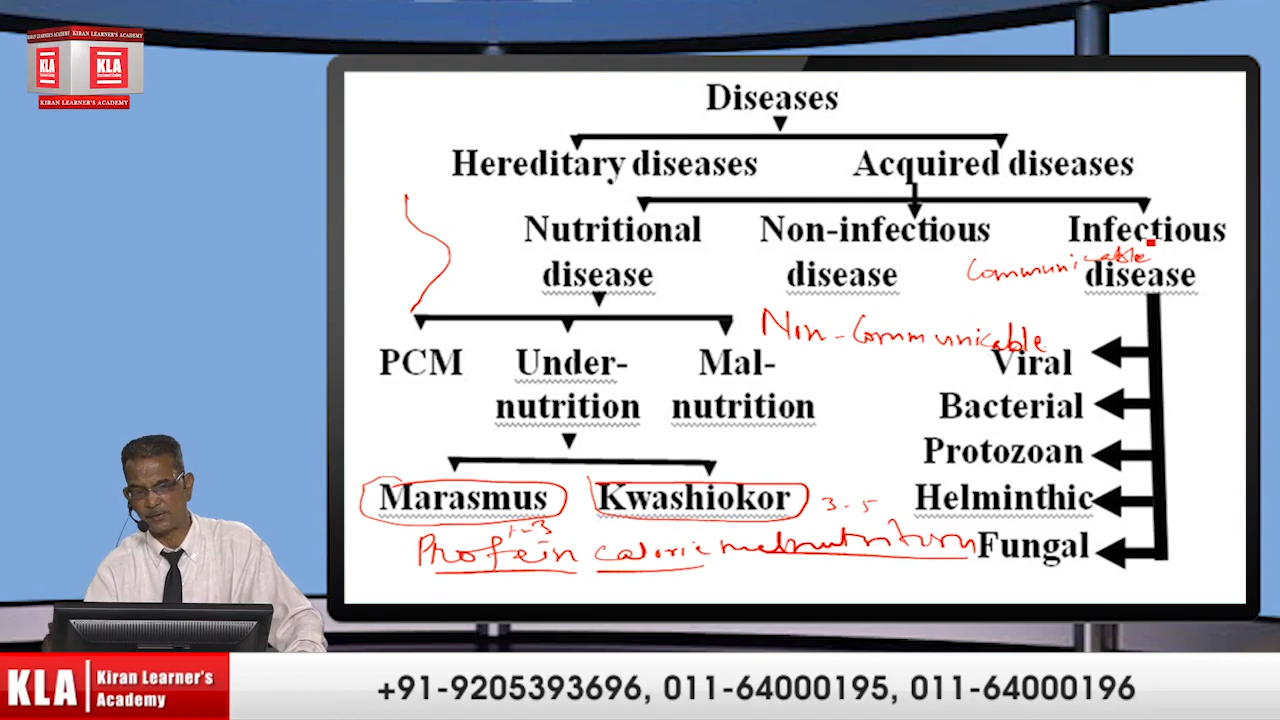 KIRAN LEARNER'S ACADEMY
KLA
KLA
KIRAN LEARNER'S ACADEMY
Diseases
Hereditary diseases Acquired diseases
Nutritional disease
Non-infectious disease
Infectious disease
Communicable
Non-Communicable
PCM
Under-nutrition
Mal-nutrition
Viral
Bacterial
Protozoan
Helminthic
Fungal
Marasmus Kwashiokor
1-3
3-5
Protein calorie malnutrition
KLA Kiran Learner's Academy
+91-9205393696, 011-64000195, 011-64000196